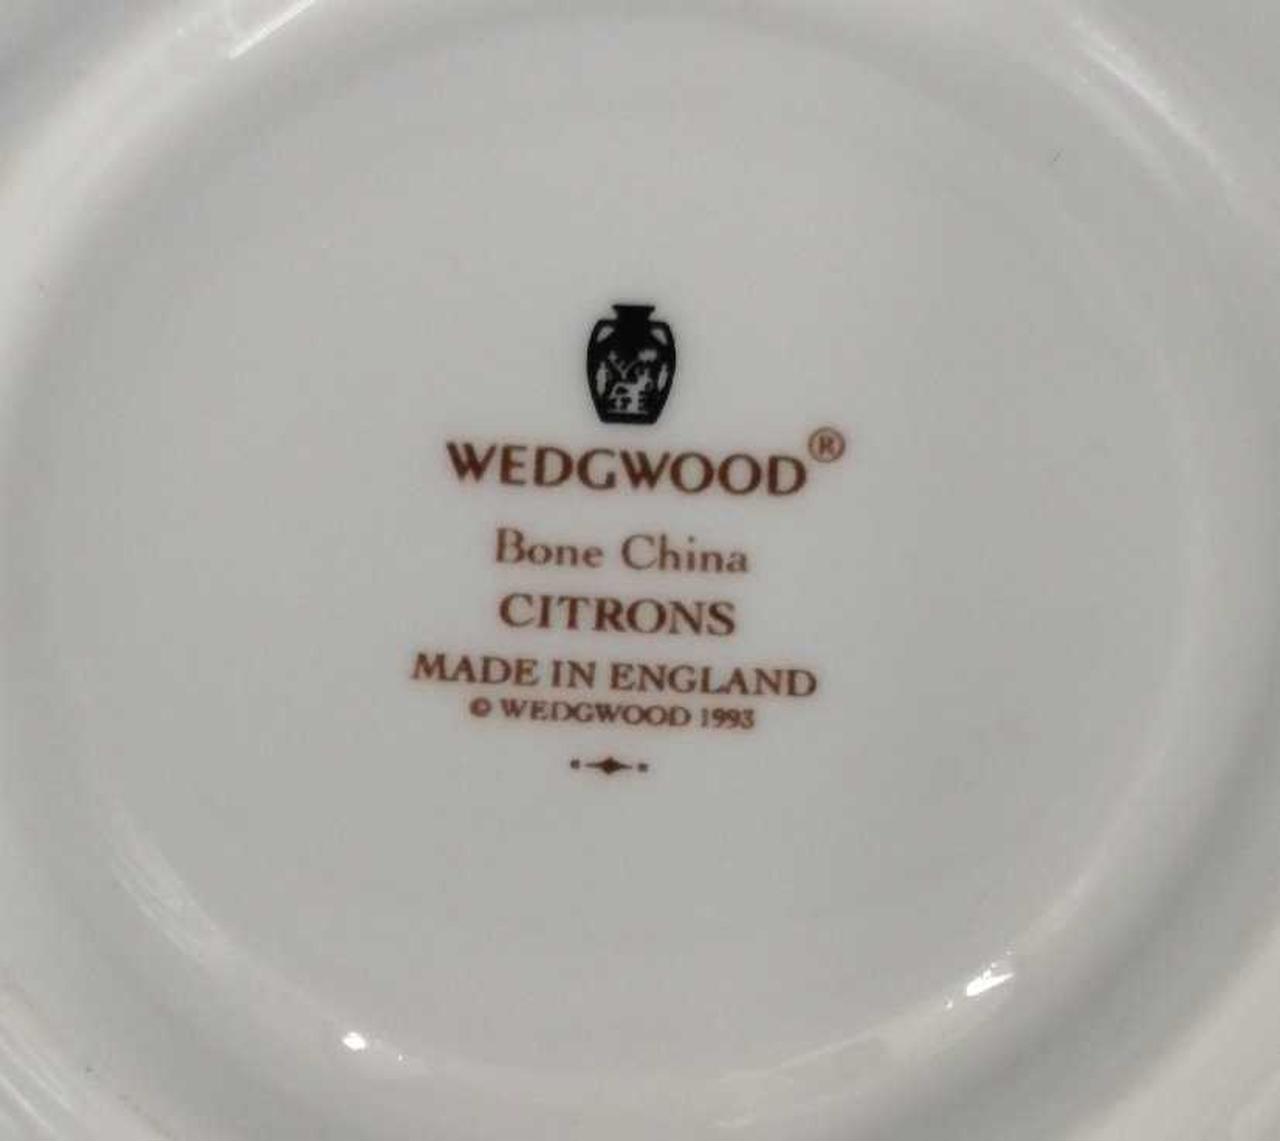 WEDGWOOD®
Bone China
CITRONS
MADE IN ENGLAND
© WEDGWOOD 1993